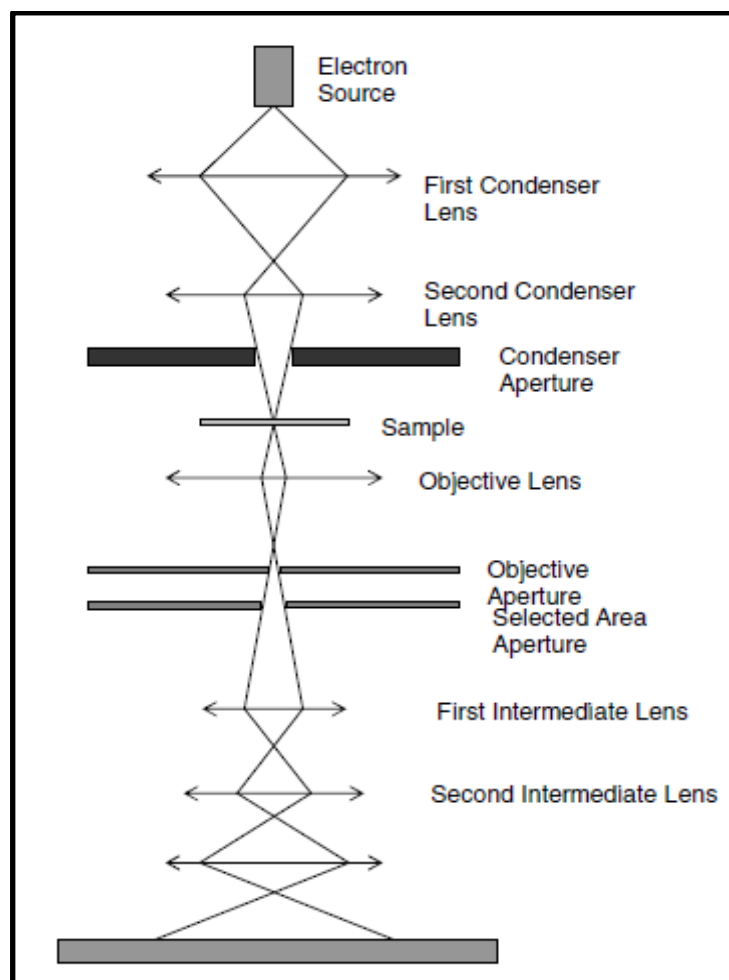 Electron
Source
First Condenser
Lens
Second Condenser
Lens
Condenser
Aperture
Sample
Objective Lens
Objective
Aperture
Selected Area
Aperture
First Intermediate Lens
Second Intermediate Lens